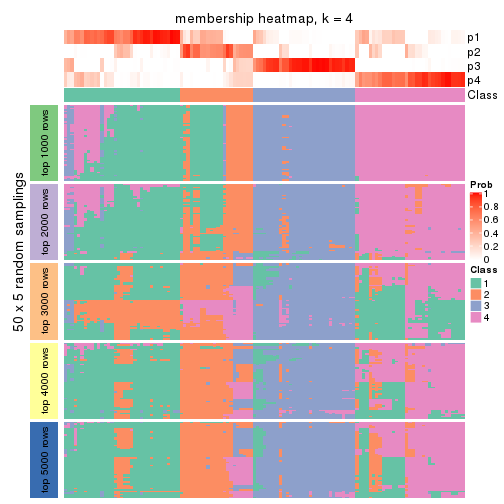 membership heatmap, k = 4
p1
p2
p3
p4
Class
50 x 5 random samplings
top 1000 rows
top 2000 rows
top 3000 rows
top 4000 rows
top 5000 rows
Prob
1
0.8
0.6
0.4
0.2
0
Class
1
2
3
4